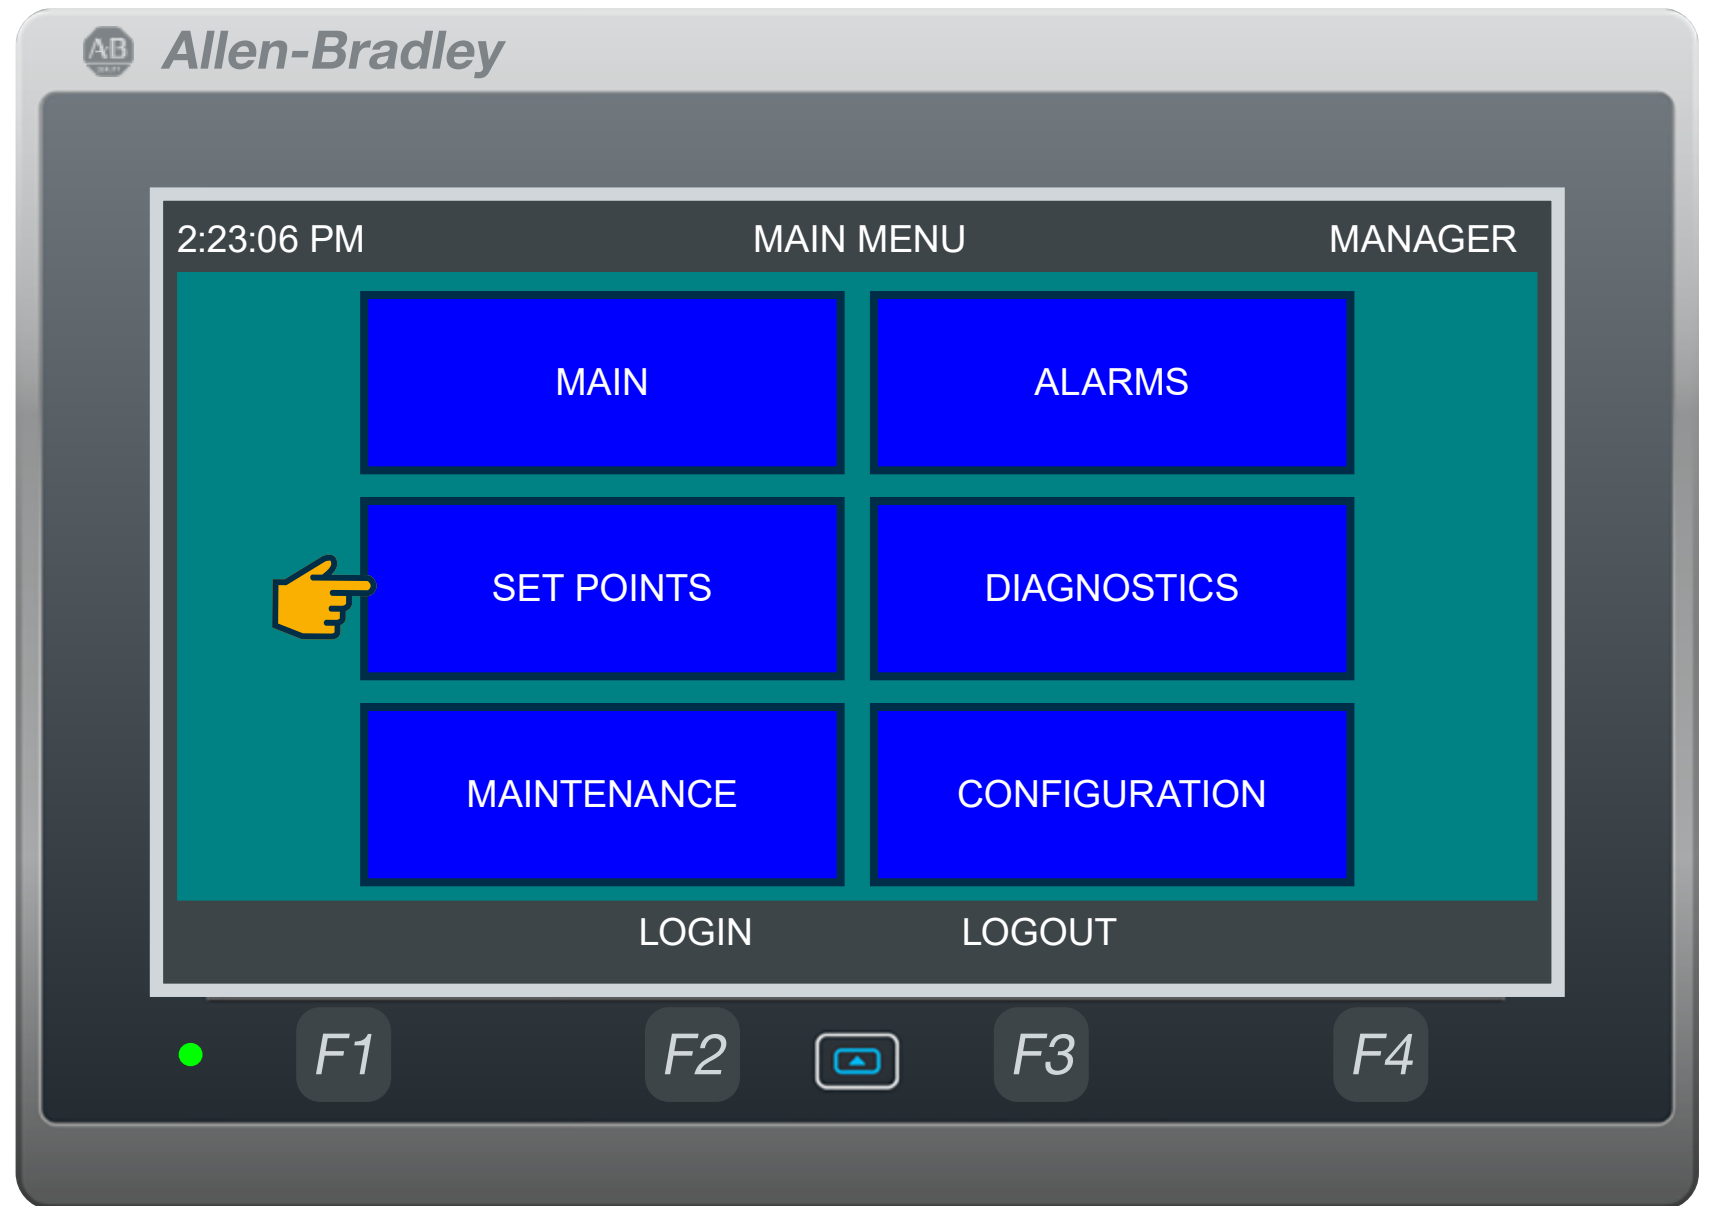 AB
Allen-Bradley
2:23:06 PM MAIN MENU MANAGER
MAIN ALARMS
SET POINTS DIAGNOSTICS
MAINTENANCE CONFIGURATION
LOGIN LOGOUT
F1 F2 F3 F4